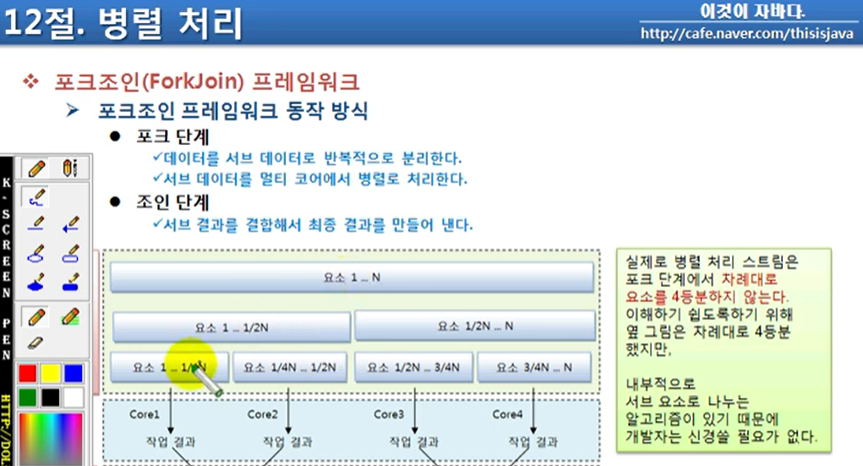 12절. 병렬 처리
이것이 자바다.
http://cafe.naver.com/thisisjava
포크조인(ForkJoin) 프레임워크
포크조인 프레임워크 동작 방식
포크 단계
데이터를 서브 데이터로 반복적으로 분리한다.
서브 데이터를 멀티 코어에서 병렬로 처리한다.
조인 단계
서브 결과를 결합해서 최종 결과를 만들어 낸다.
요소 1 … N
요소 1 … 1/2N
요소 1/2N … N
요소 1 … 1/4N
요소 1/4N … 1/2N
요소 1/2N … 3/4N
요소 3/4N … N
Core1
Core2
Core3
Core4
작업 결과
작업 결과
작업 결과
작업 결과
실제로 병렬 처리 스트림은
포크 단계에서 차례대로
요소를 4등분하지 않는다.
이해하기 쉽도록하기 위해
옆 그림은 차례대로 4등분
했지만,
내부적으로
서브 요소로 나누는
알고리즘이 있기 때문에
개발자는 신경쓸 필요가 없다.
K-SCREEN PEN
HTTP:/DOL